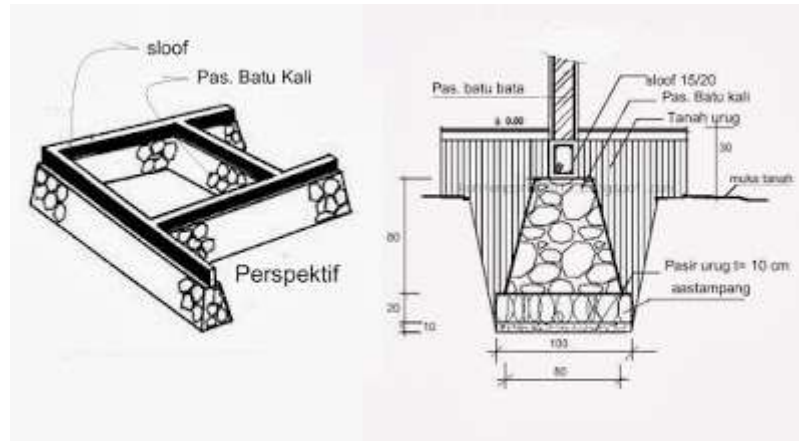 sloof
Pas. Batu Kali
Perspektif
Pas. batu bata
sloof 15/20
Pas. Batu kali
Tanah urug
± 0.00
30
muka tanah
80
Pasir urug t= 10 cm
aastampang
20
10
100
80